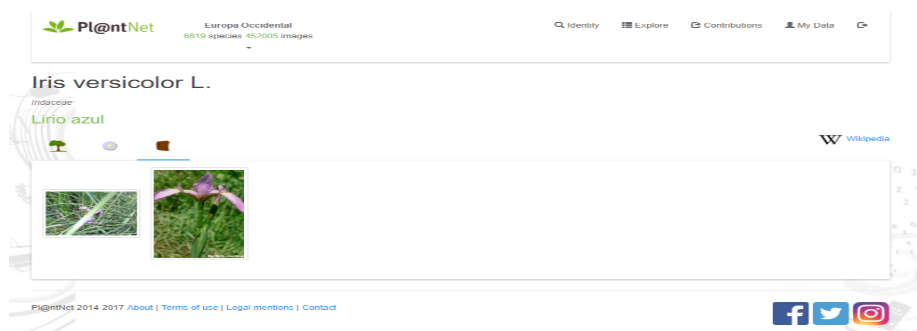 Pl@ntNet
Europa Occidental
6619 species 452005 images
Identify
Explore
Contributions
My Data
Iris versicolor L.
Iridaceae
Lirio azul
W Wikipedia
Pl@ntNet 2014-2017 About | Terms of use | Legal mentions | Contact